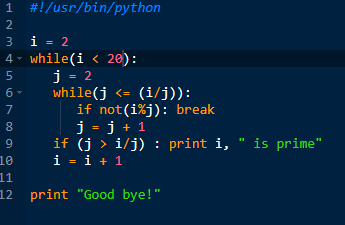 1 #!/usr/bin/python
2
3 i = 2
4 while(i < 20):
5    j = 2
6    while(j <= (i/j)):
7       if not(i%j): break
8       j = j + 1
9    if (j > i/j) : print i, " is prime"
10    i = i + 1
11
12 print "Good bye!"